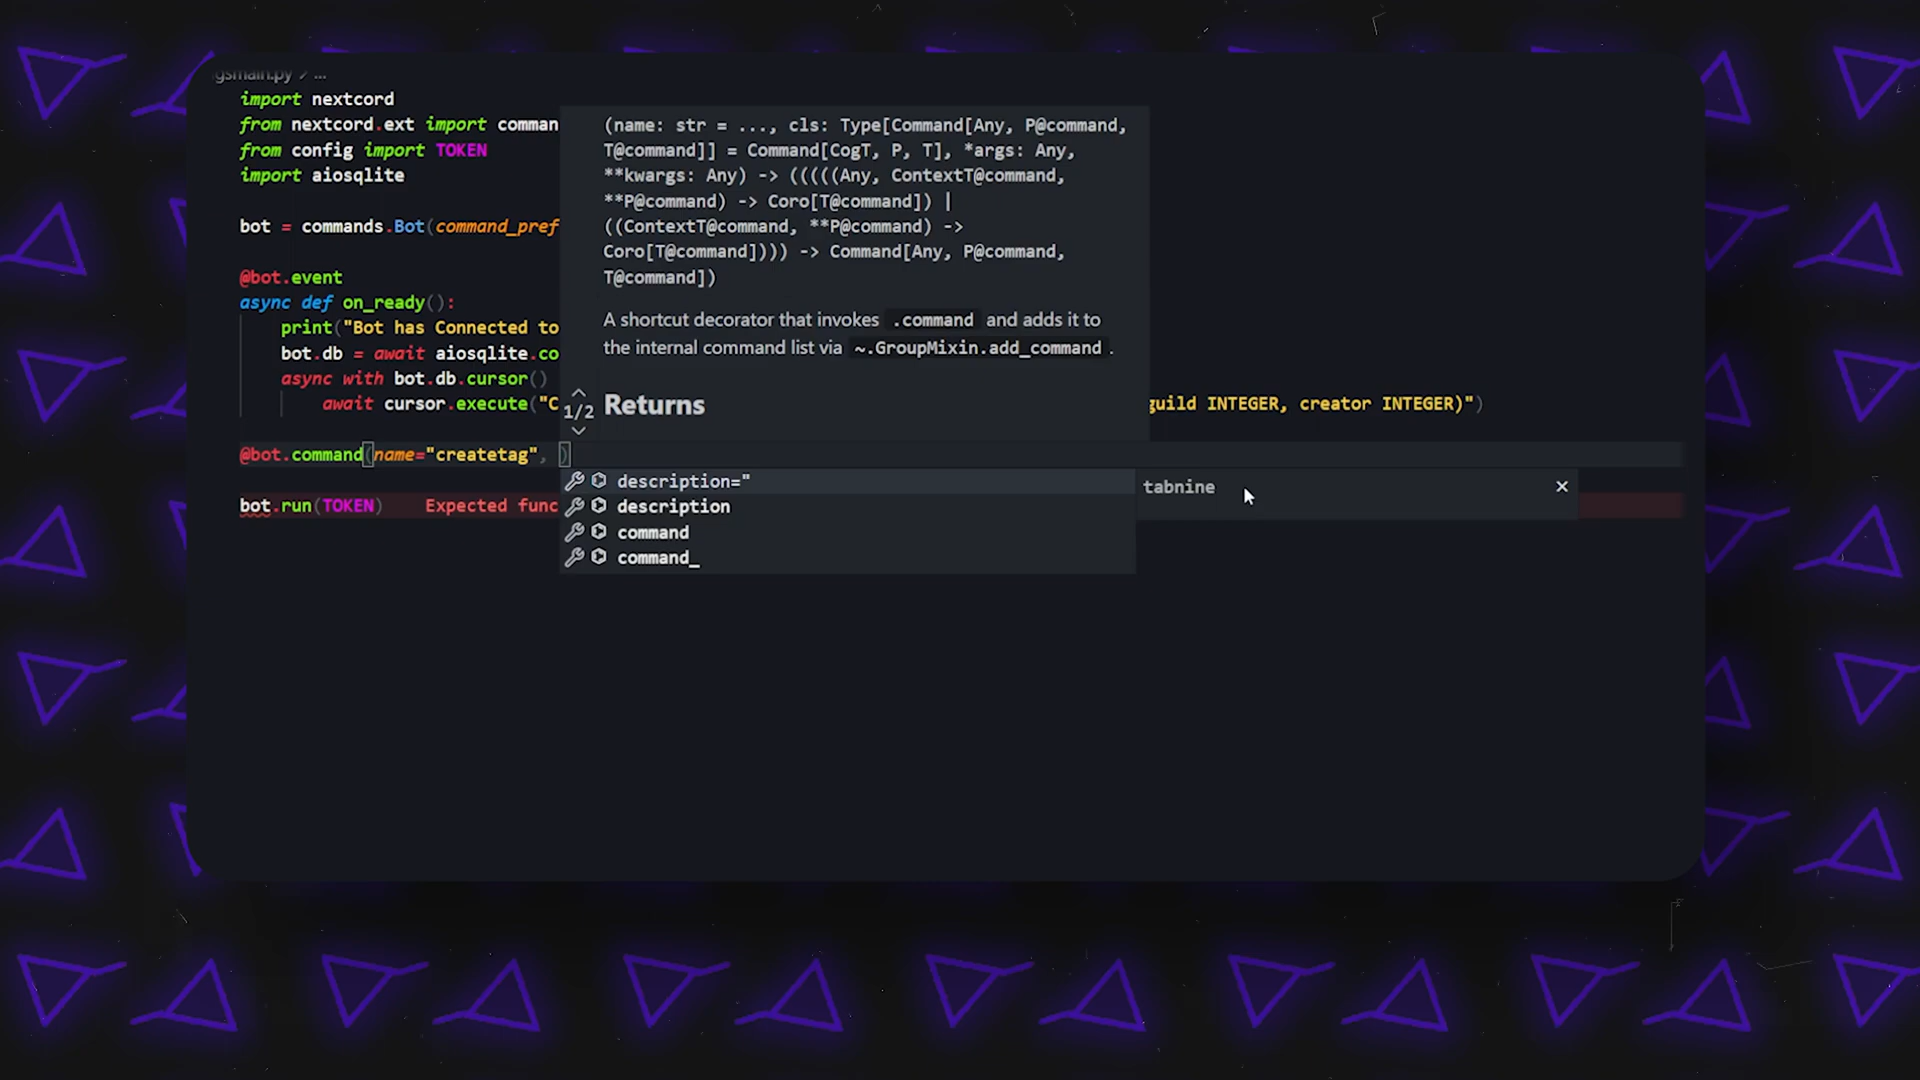 gsmain.py > ...
import nextcord
from nextcord.ext import comman
from config import TOKEN
import aiosqlite
bot = commands.Bot(command_pref
@bot.event
async def on_ready():
print("Bot has Connected to
bot.db = await aiosqlite.co
async with bot.db.cursor()
await cursor.execute("C
guild INTEGER, creator INTEGER)")
(name: str = ..., cls: Type[Command[Any, P@command,
T@command]] = Command[CogT, P, T], *args: Any,
**kwargs: Any) -> (((((Any, ContextT@command,
**P@command) -> Coro[T@command]) |
((ContextT@command, **P@command) ->
Coro[T@command]))) -> Command[Any, P@command,
T@command])
A shortcut decorator that invokes .command and adds it to
the internal command list via ~.GroupMixin.add_command .
1/2
Returns
@bot.command(name="createtag", )
description="
tabnine
description
command
command_
bot.run(TOKEN) Expected func